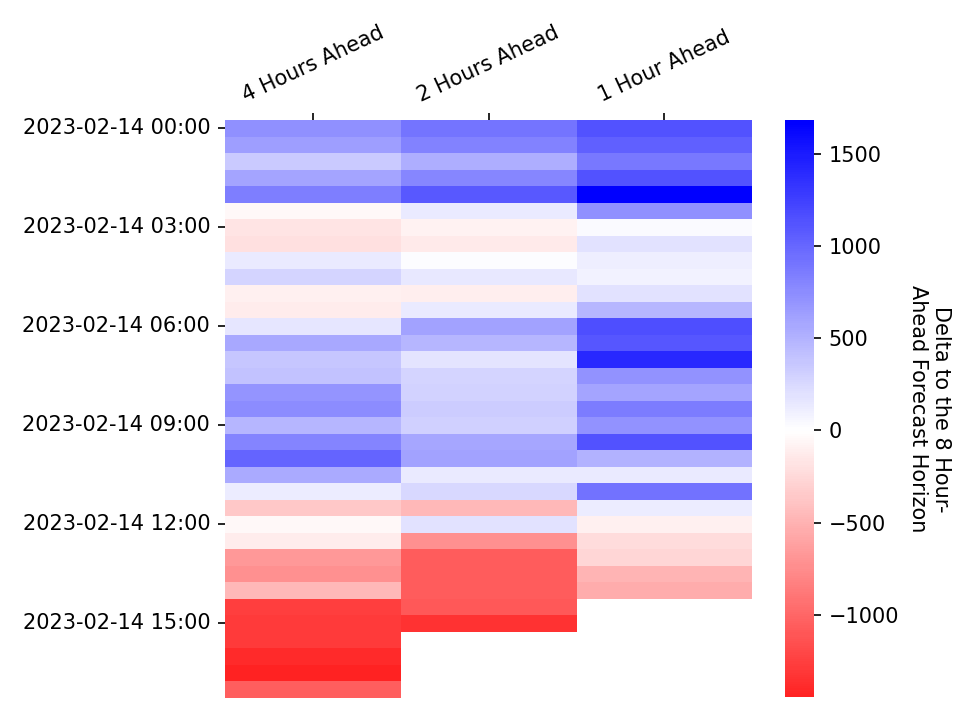 4 Hours Ahead
2 Hours Ahead
1 Hour Ahead
2023-02-14 00:00
2023-02-14 03:00
2023-02-14 06:00
2023-02-14 09:00
2023-02-14 12:00
2023-02-14 15:00
1500
1000
500
0
−500
−1000
Delta to the 8 Hour-
Ahead Forecast Horizon